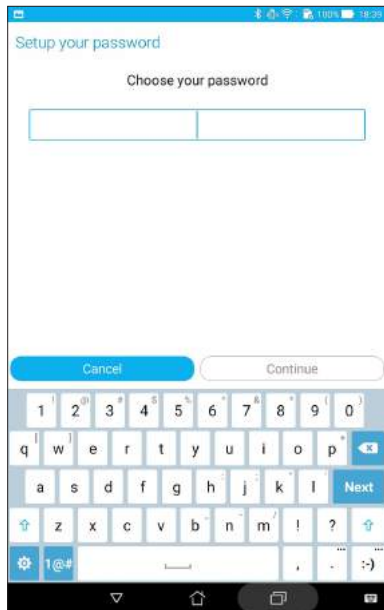 100% 18:39
Setup your password
Choose your password
Cancel Continue
1 ! 2 @ 3 # 4 $ 5 % 6 ^ 7 & 8 * 9 ( 0 )
q w e r t y u i o p
a s d f g h j k l Next
z x c v b n m ! ?
1@# , . :-)